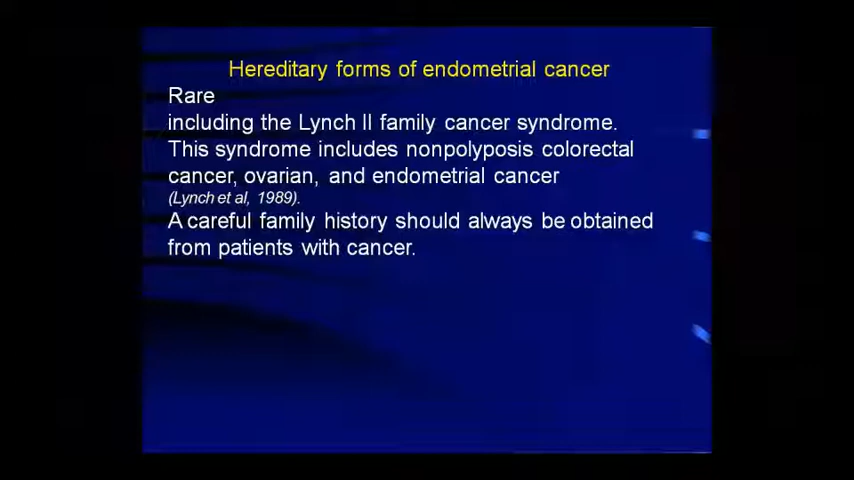 Hereditary forms of endometrial cancer
Rare
including the Lynch II family cancer syndrome.
This syndrome includes nonpolyposis colorectal
cancer, ovarian, and endometrial cancer
(Lynch et al, 1989).
A careful family history should always be obtained
from patients with cancer.